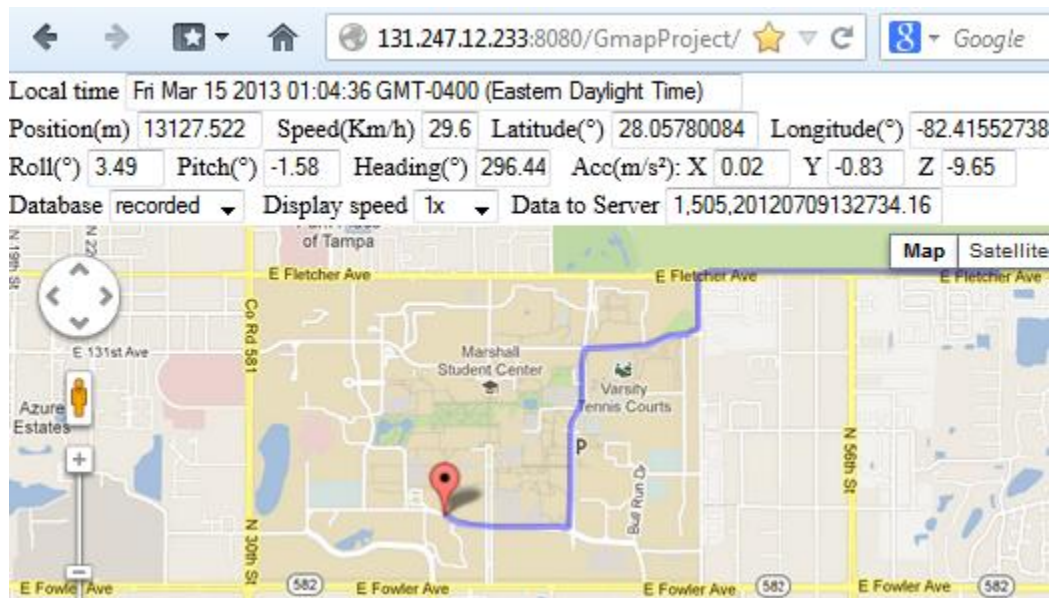 131.247.12.233:8080/GmapProject/ 8 Google
Local time Fri Mar 15 2013 01:04:36 GMT-0400 (Eastern Daylight Time)
Position(m) 13127.522 Speed(Km/h) 29.6 Latitude(°) 28.05780084 Longitude(°) -82.41552738
Roll(°) 3.49 Pitch(°) -1.58 Heading(°) 296.44 Acc(m/s²): X 0.02 Y -0.83 Z -9.65
Database recorded Display speed 1x Data to Server 1,505,20120709132734.16
of Tampa
Map Satellite
N 19th St
N 22
E Fletcher Ave
E Fletcher Ave
E Fletcher Ave
Co Rd 581
E 131st Ave
Marshall
Student Center
Varsity
Tennis Courts
Azure
Estates
P
N 56th St
Bull Run Dr
N 30th St
E Fowler Ave
582
E Fowler Ave
E Fowler Ave
582
E Fowler Ave
582